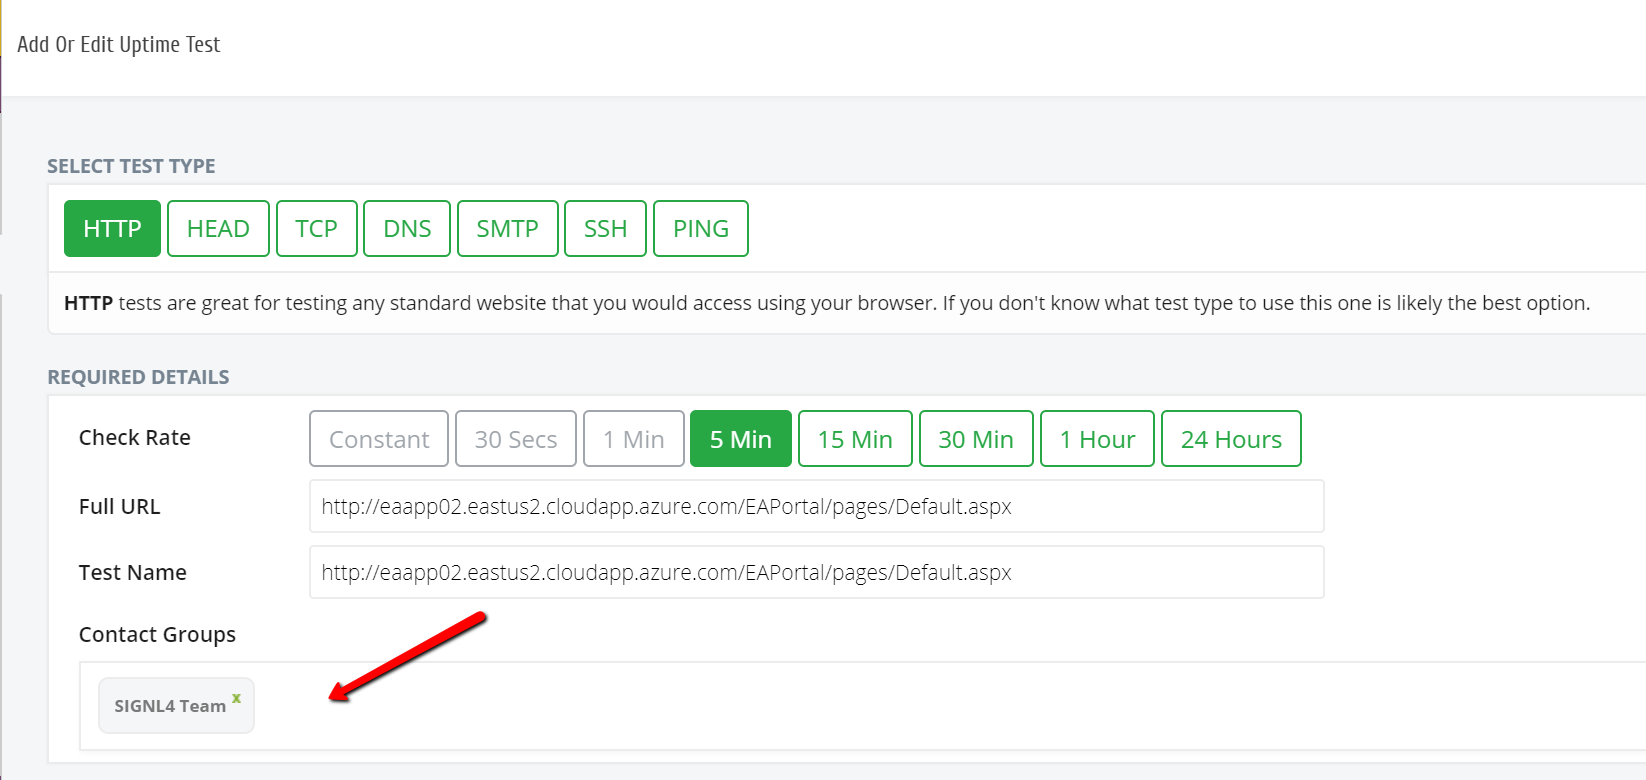 Add Or Edit Uptime Test
SELECT TEST TYPE
HTTP HEAD TCP DNS SMTP SSH PING
HTTP tests are great for testing any standard website that you would access using your browser. If you don't know what test type to use this one is likely the best option.
REQUIRED DETAILS
Check Rate Constant 30 Secs 1 Min 5 Min 15 Min 30 Min 1 Hour 24 Hours
Full URL http://eaapp02.eastus2.cloudapp.azure.com/EAPortal/pages/Default.aspx
Test Name http://eaapp02.eastus2.cloudapp.azure.com/EAPortal/pages/Default.aspx
Contact Groups
SIGNL4 Team x